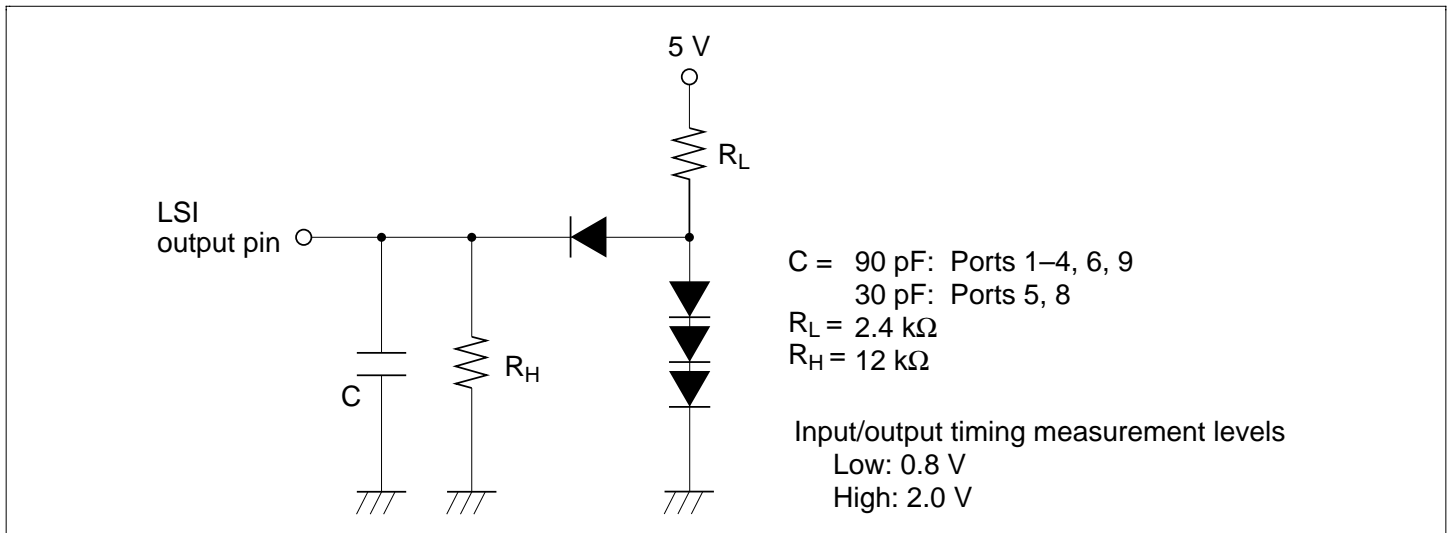 5 V
R_L
LSI
output pin
C
R_H
C = 90 pF: Ports 1–4, 6, 9
30 pF: Ports 5, 8
R_L = 2.4 kΩ
R_H = 12 kΩ
Input/output timing measurement levels
Low: 0.8 V
High: 2.0 V